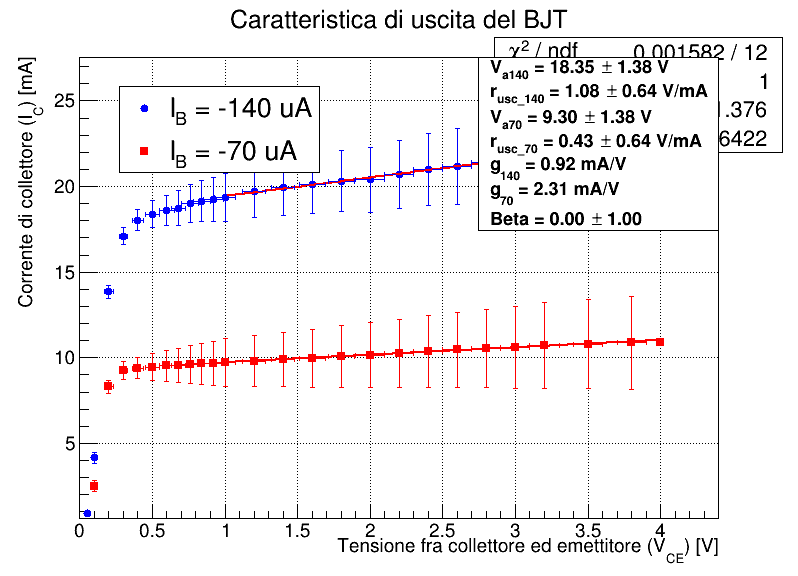 Caratteristica di uscita del BJT
χ² / ndf 0.001582 / 12
1
1.376
6422
V_a140 = 18.35 ± 1.38 V
r_usc_140 = 1.08 ± 0.64 V/mA
V_a70 = 9.30 ± 1.38 V
r_usc_70 = 0.43 ± 0.64 V/mA
g_140 = 0.92 mA/V
g_70 = 2.31 mA/V
Beta = 0.00 ± 1.00
I_B = -140 uA
I_B = -70 uA
Corrente di collettore (I_C) [mA]
25
20
15
10
5
0 0.5 1 1.5 2 2.5 3 3.5 4
Tensione fra collettore ed emettitore (V_CE) [V]